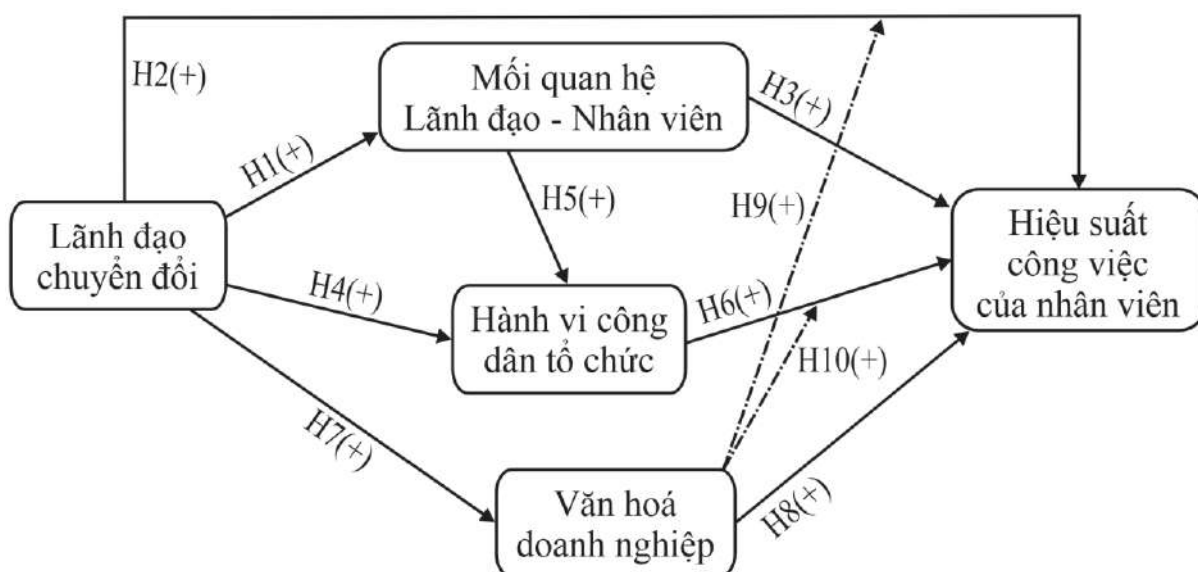 H2(+)
Mối quan hệ
Lãnh đạo - Nhân viên
H3(+)
H1(+)
H5(+)
H9(+)
Lãnh đạo
chuyển đổi
Hiệu suất
công việc
của nhân viên
H4(+)
Hành vi công
dân tổ chức
H6(+)
H10(+)
H7(+)
Văn hoá
doanh nghiệp
H8(+)